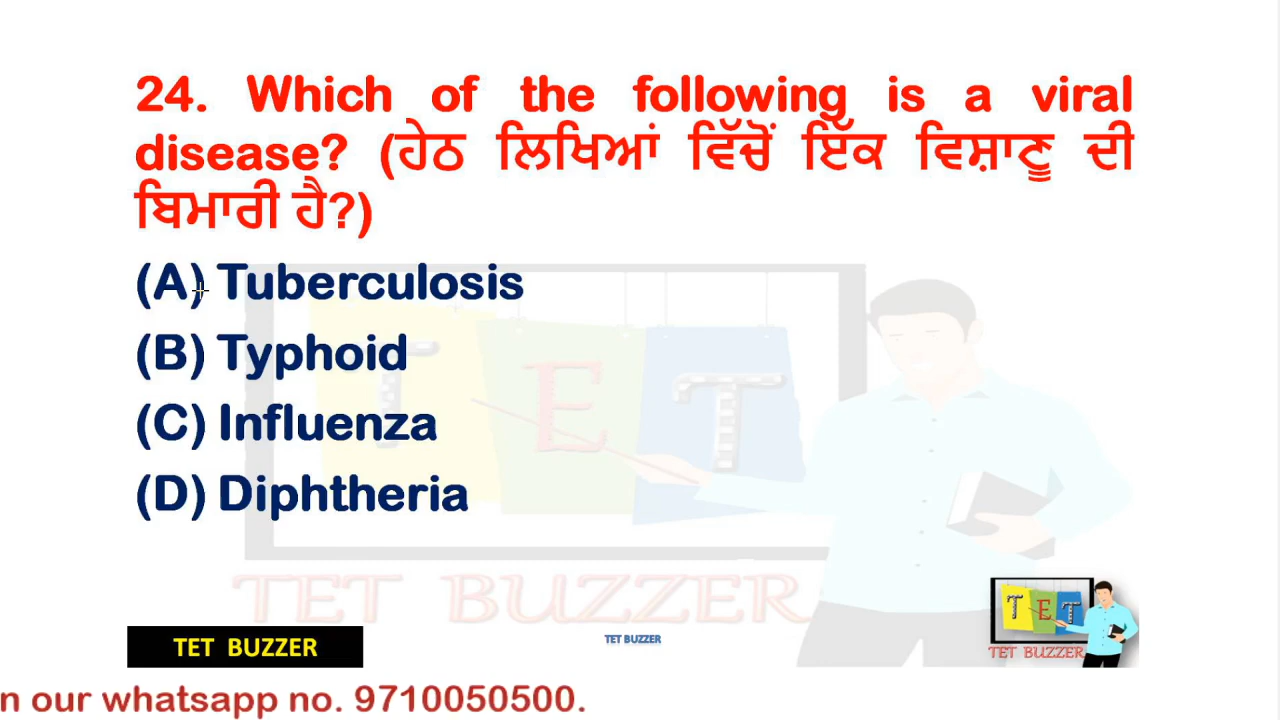 24. Which of the following is a viral
disease? (ਹੇਠ ਲਿਖਿਆਂ ਵਿੱਚੋਂ ਇੱਕ ਵਿਸ਼ਾਣੂ ਦੀ
ਬਿਮਾਰੀ ਹੈ?)
(A) Tuberculosis
(B) Typhoid
(C) Influenza
(D) Diphtheria
TET
TET BUZZER
TET
TET BUZZER
TET BUZZER
TET BUZZER
n our whatsapp no. 9710050500.